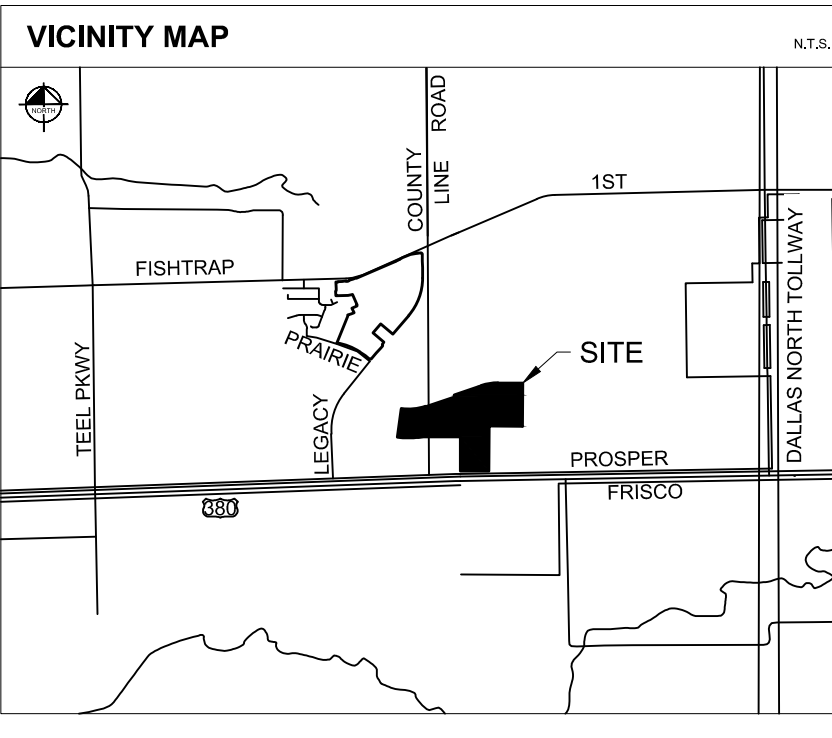 VICINITY MAP
N.T.S.
NORTH
COUNTY
LINE ROAD
1ST
FISHTRAP
PRAIRIE
SITE
DALLAS NORTH TOLLWAY
TEEL PKWY
LEGACY
PROSPER
FRISCO
380